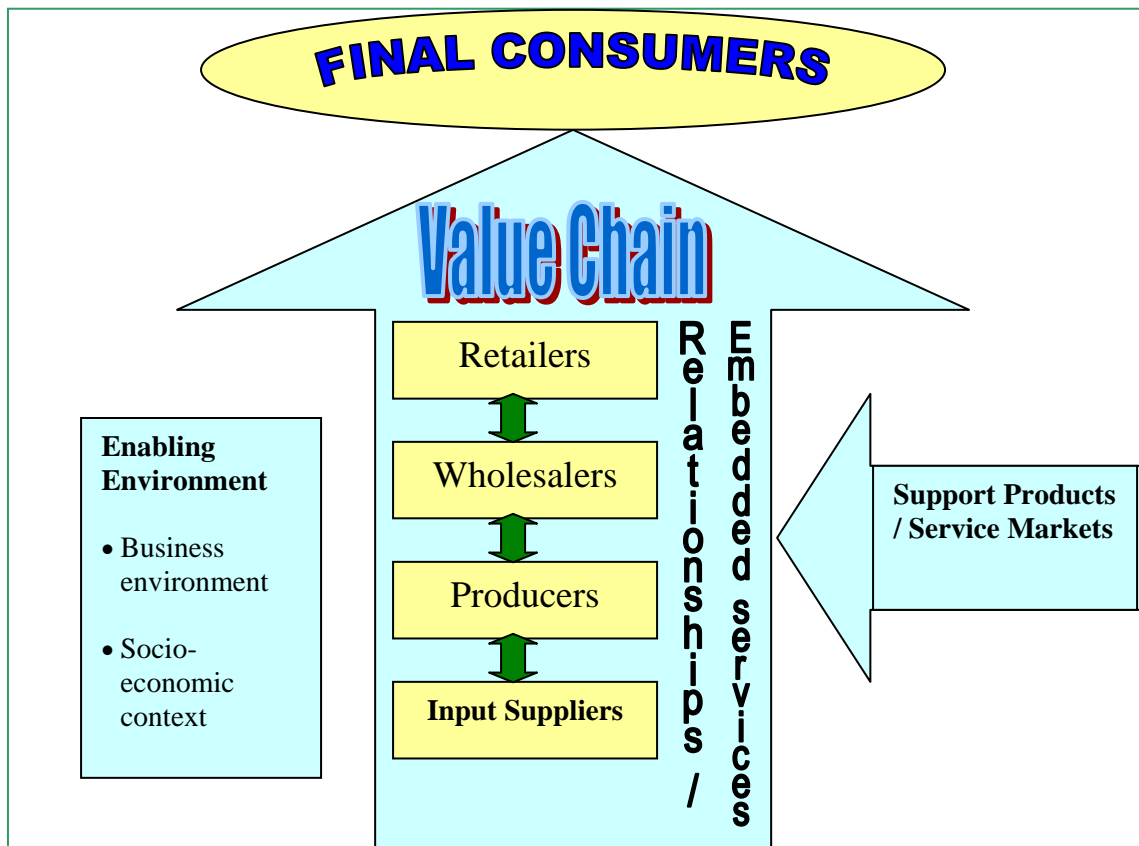 FINAL CONSUMERS
Value Chain
Retailers
Wholesalers
Producers
Input Suppliers
Relationships /
Embedded services
Enabling
Environment
• Business
environment
• Socio-
economic
context
Support Products
/ Service Markets